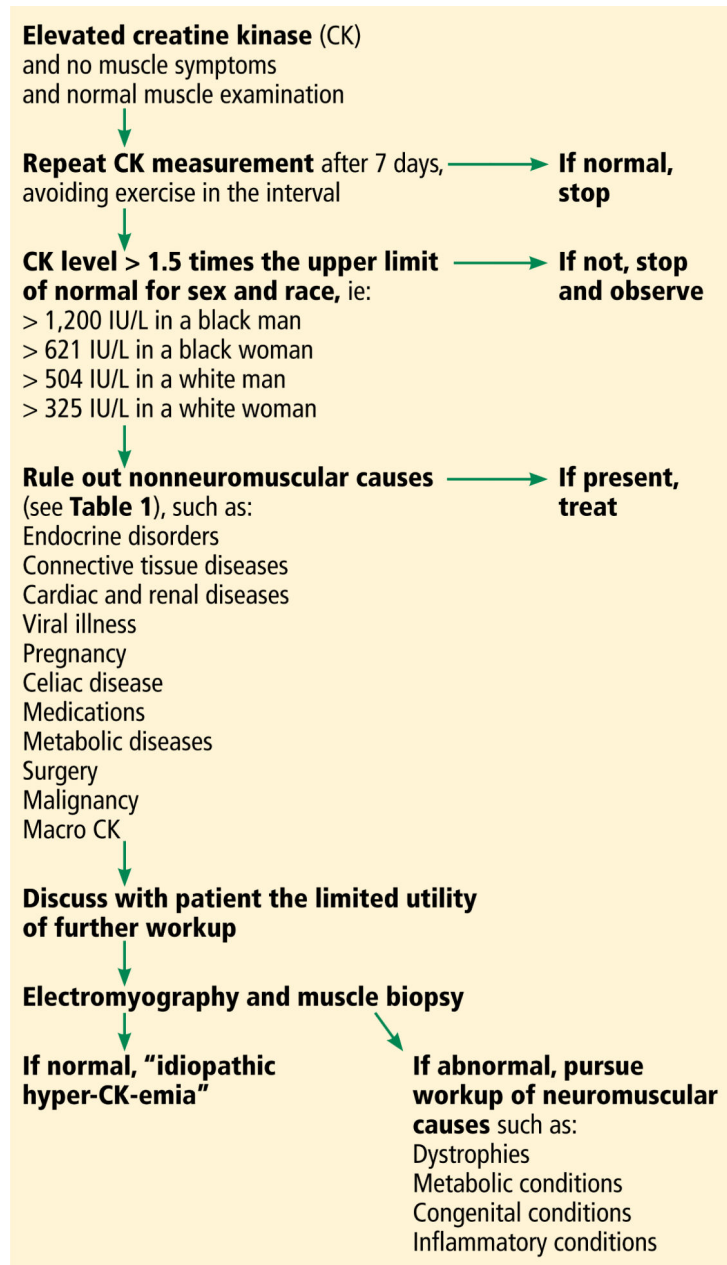 Elevated creatine kinase (CK)
and no muscle symptoms
and normal muscle examination
Repeat CK measurement after 7 days,
avoiding exercise in the interval
If normal,
stop
CK level > 1.5 times the upper limit
of normal for sex and race, ie:
> 1,200 IU/L in a black man
> 621 IU/L in a black woman
> 504 IU/L in a white man
> 325 IU/L in a white woman
If not, stop
and observe
Rule out nonneuromuscular causes
(see Table 1), such as:
Endocrine disorders
Connective tissue diseases
Cardiac and renal diseases
Viral illness
Pregnancy
Celiac disease
Medications
Metabolic diseases
Surgery
Malignancy
Macro CK
If present,
treat
Discuss with patient the limited utility
of further workup
Electromyography and muscle biopsy
If normal, “idiopathic
hyper-CK-emia”
If abnormal, pursue
workup of neuromuscular
causes such as:
Dystrophies
Metabolic conditions
Congenital conditions
Inflammatory conditions